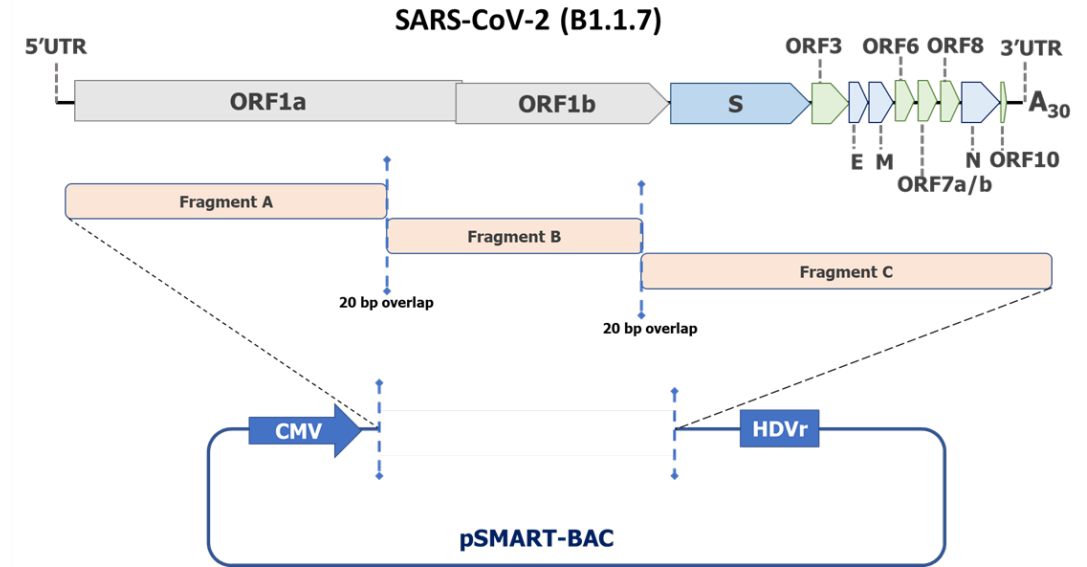 SARS-CoV-2 (B1.1.7)
5'UTR
ORF3
ORF6
ORF8
3'UTR
ORF1a
ORF1b
S
A30
E
M
N
ORF10
ORF7a/b
Fragment A
Fragment B
Fragment C
20 bp overlap
20 bp overlap
CMV
HDVr
pSMART-BAC